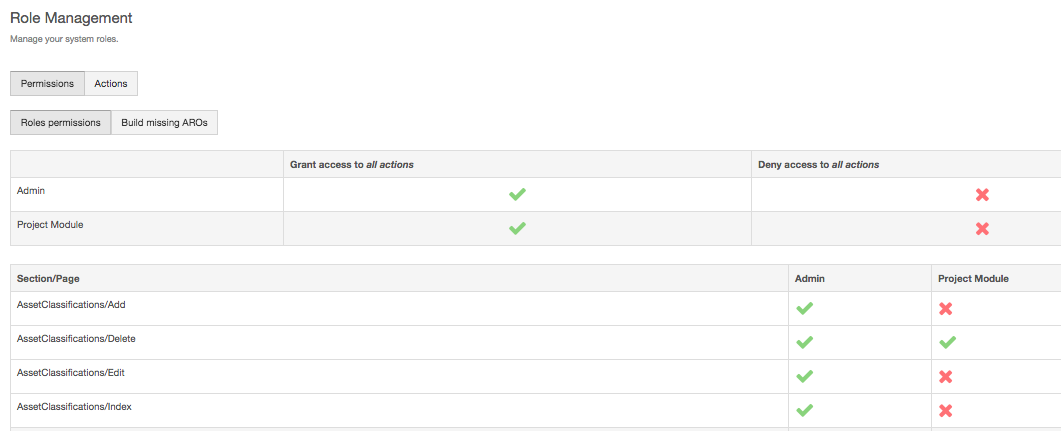 Role Management
Manage your system roles.
Permissions Actions
Roles permissions Build missing AROs
Grant access to all actions Deny access to all actions
Admin
Project Module
Section/Page Admin Project Module
AssetClassifications/Add
AssetClassifications/Delete
AssetClassifications/Edit
AssetClassifications/Index